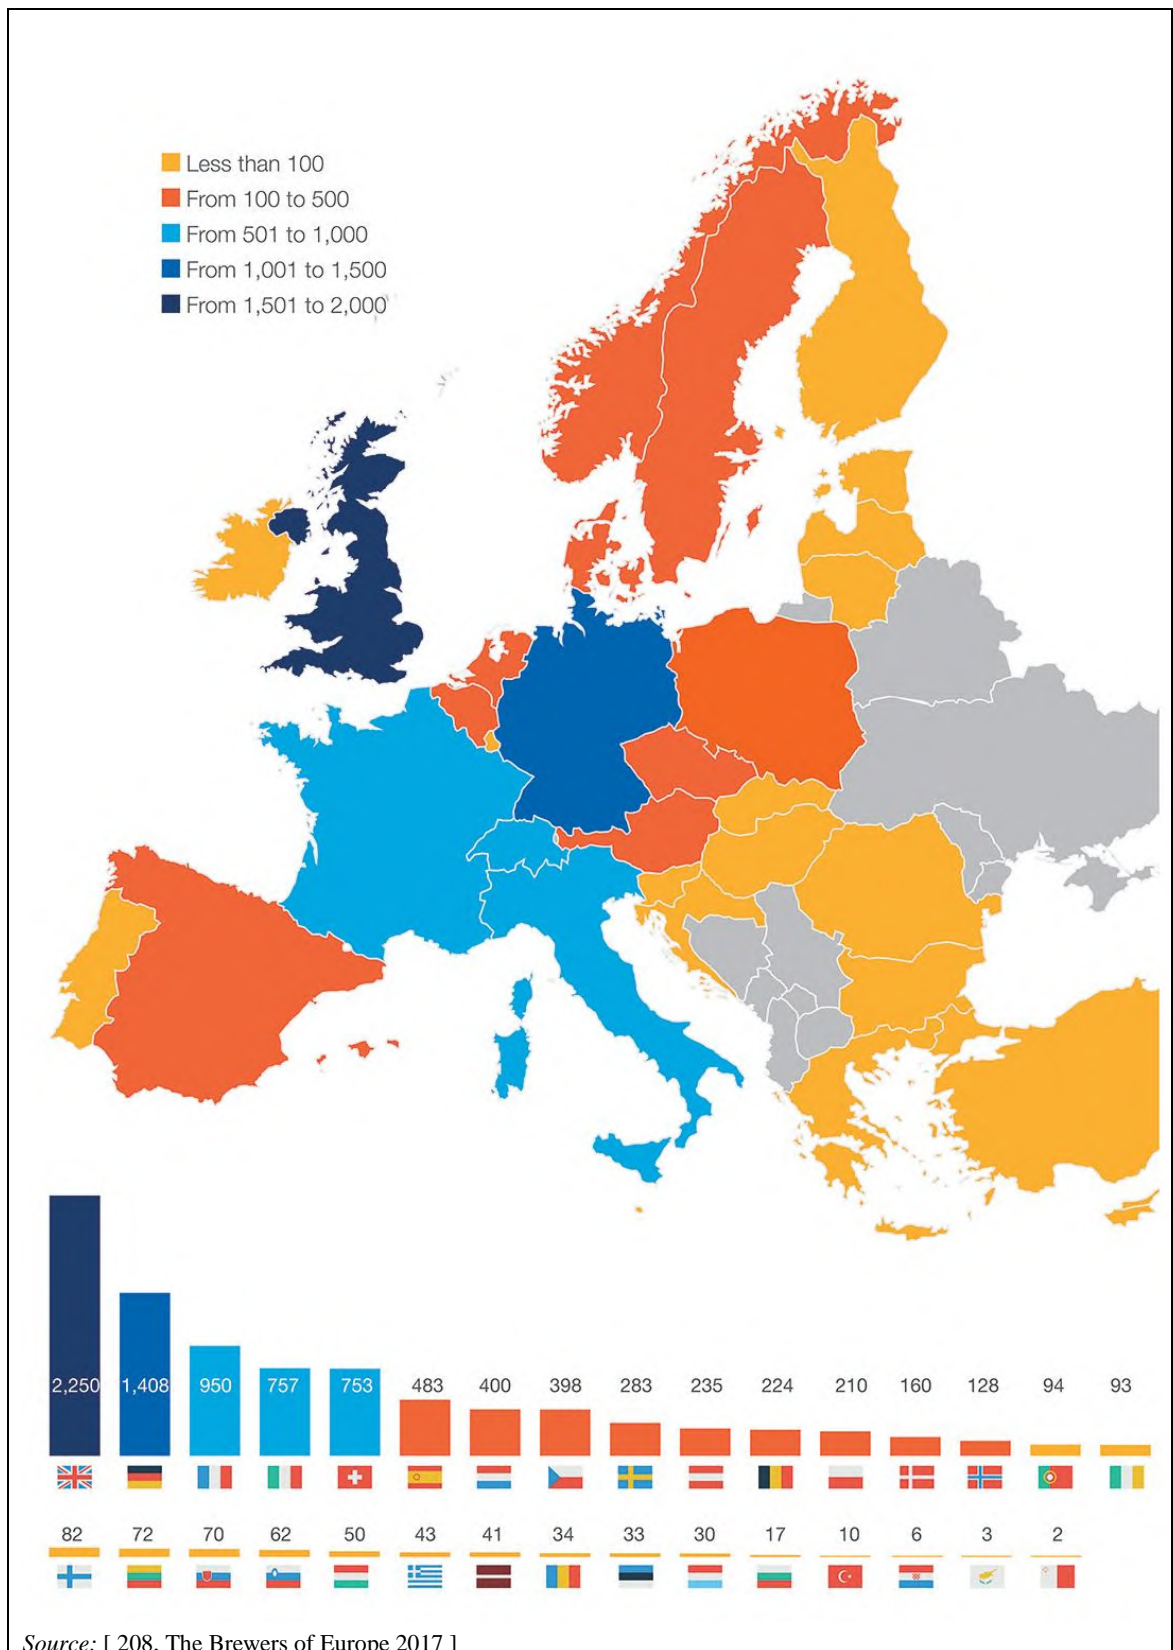 Less than 100
From 100 to 500
From 501 to 1,000
From 1,001 to 1,500
From 1,501 to 2,000
2,250 1,408 950 757 753 483 400 398 283 235 224 210 160 128 94 93
82 72 70 62 50 43 41 34 33 30 17 10 6 3 2
Source: [ 208, The Brewers of Europe 2017 ]